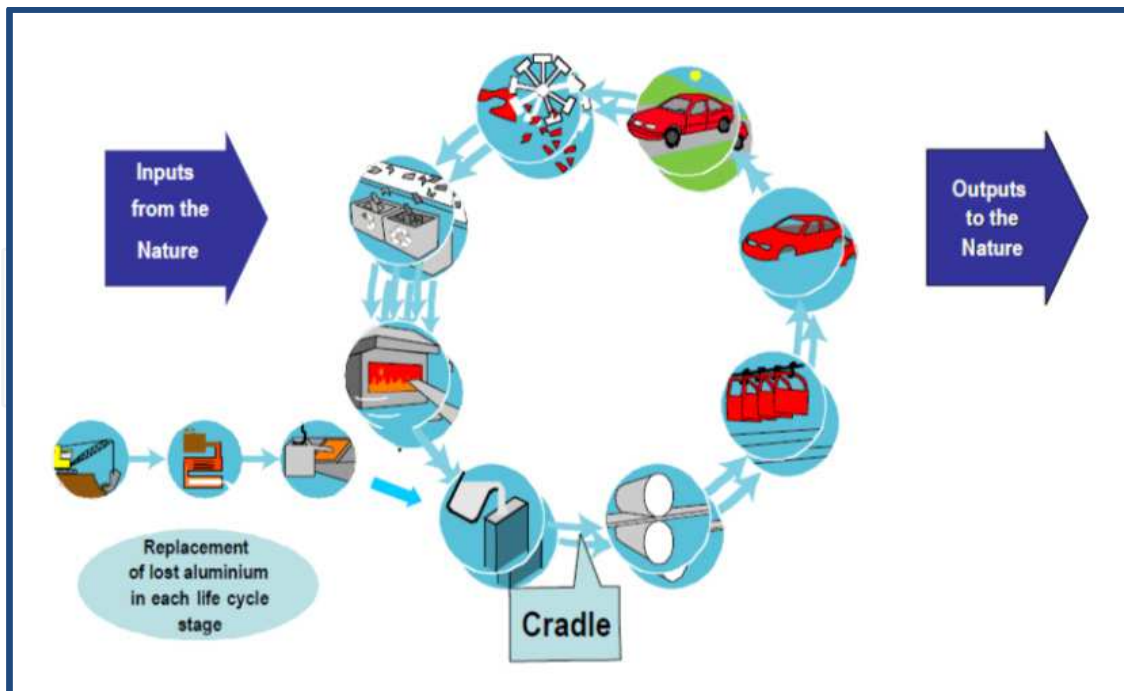 Inputs
from the
Nature
Outputs
to the
Nature
Replacement
of lost aluminium
in each life cycle
stage
Cradle